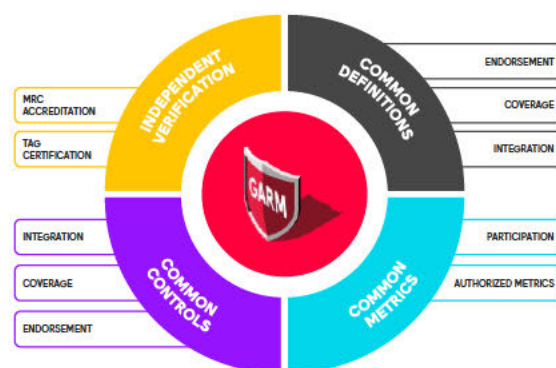 INDEPENDENT
VERIFICATION
COMMON
DEFINITIONS
MRC
ACCREDITATION
TAG
CERTIFICATION
ENDORSEMENT
COVERAGE
INTEGRATION
GARM
INTEGRATION
COVERAGE
ENDORSEMENT
COMMON
CONTROLS
COMMON
METRICS
PARTICIPATION
AUTHORIZED METRICS